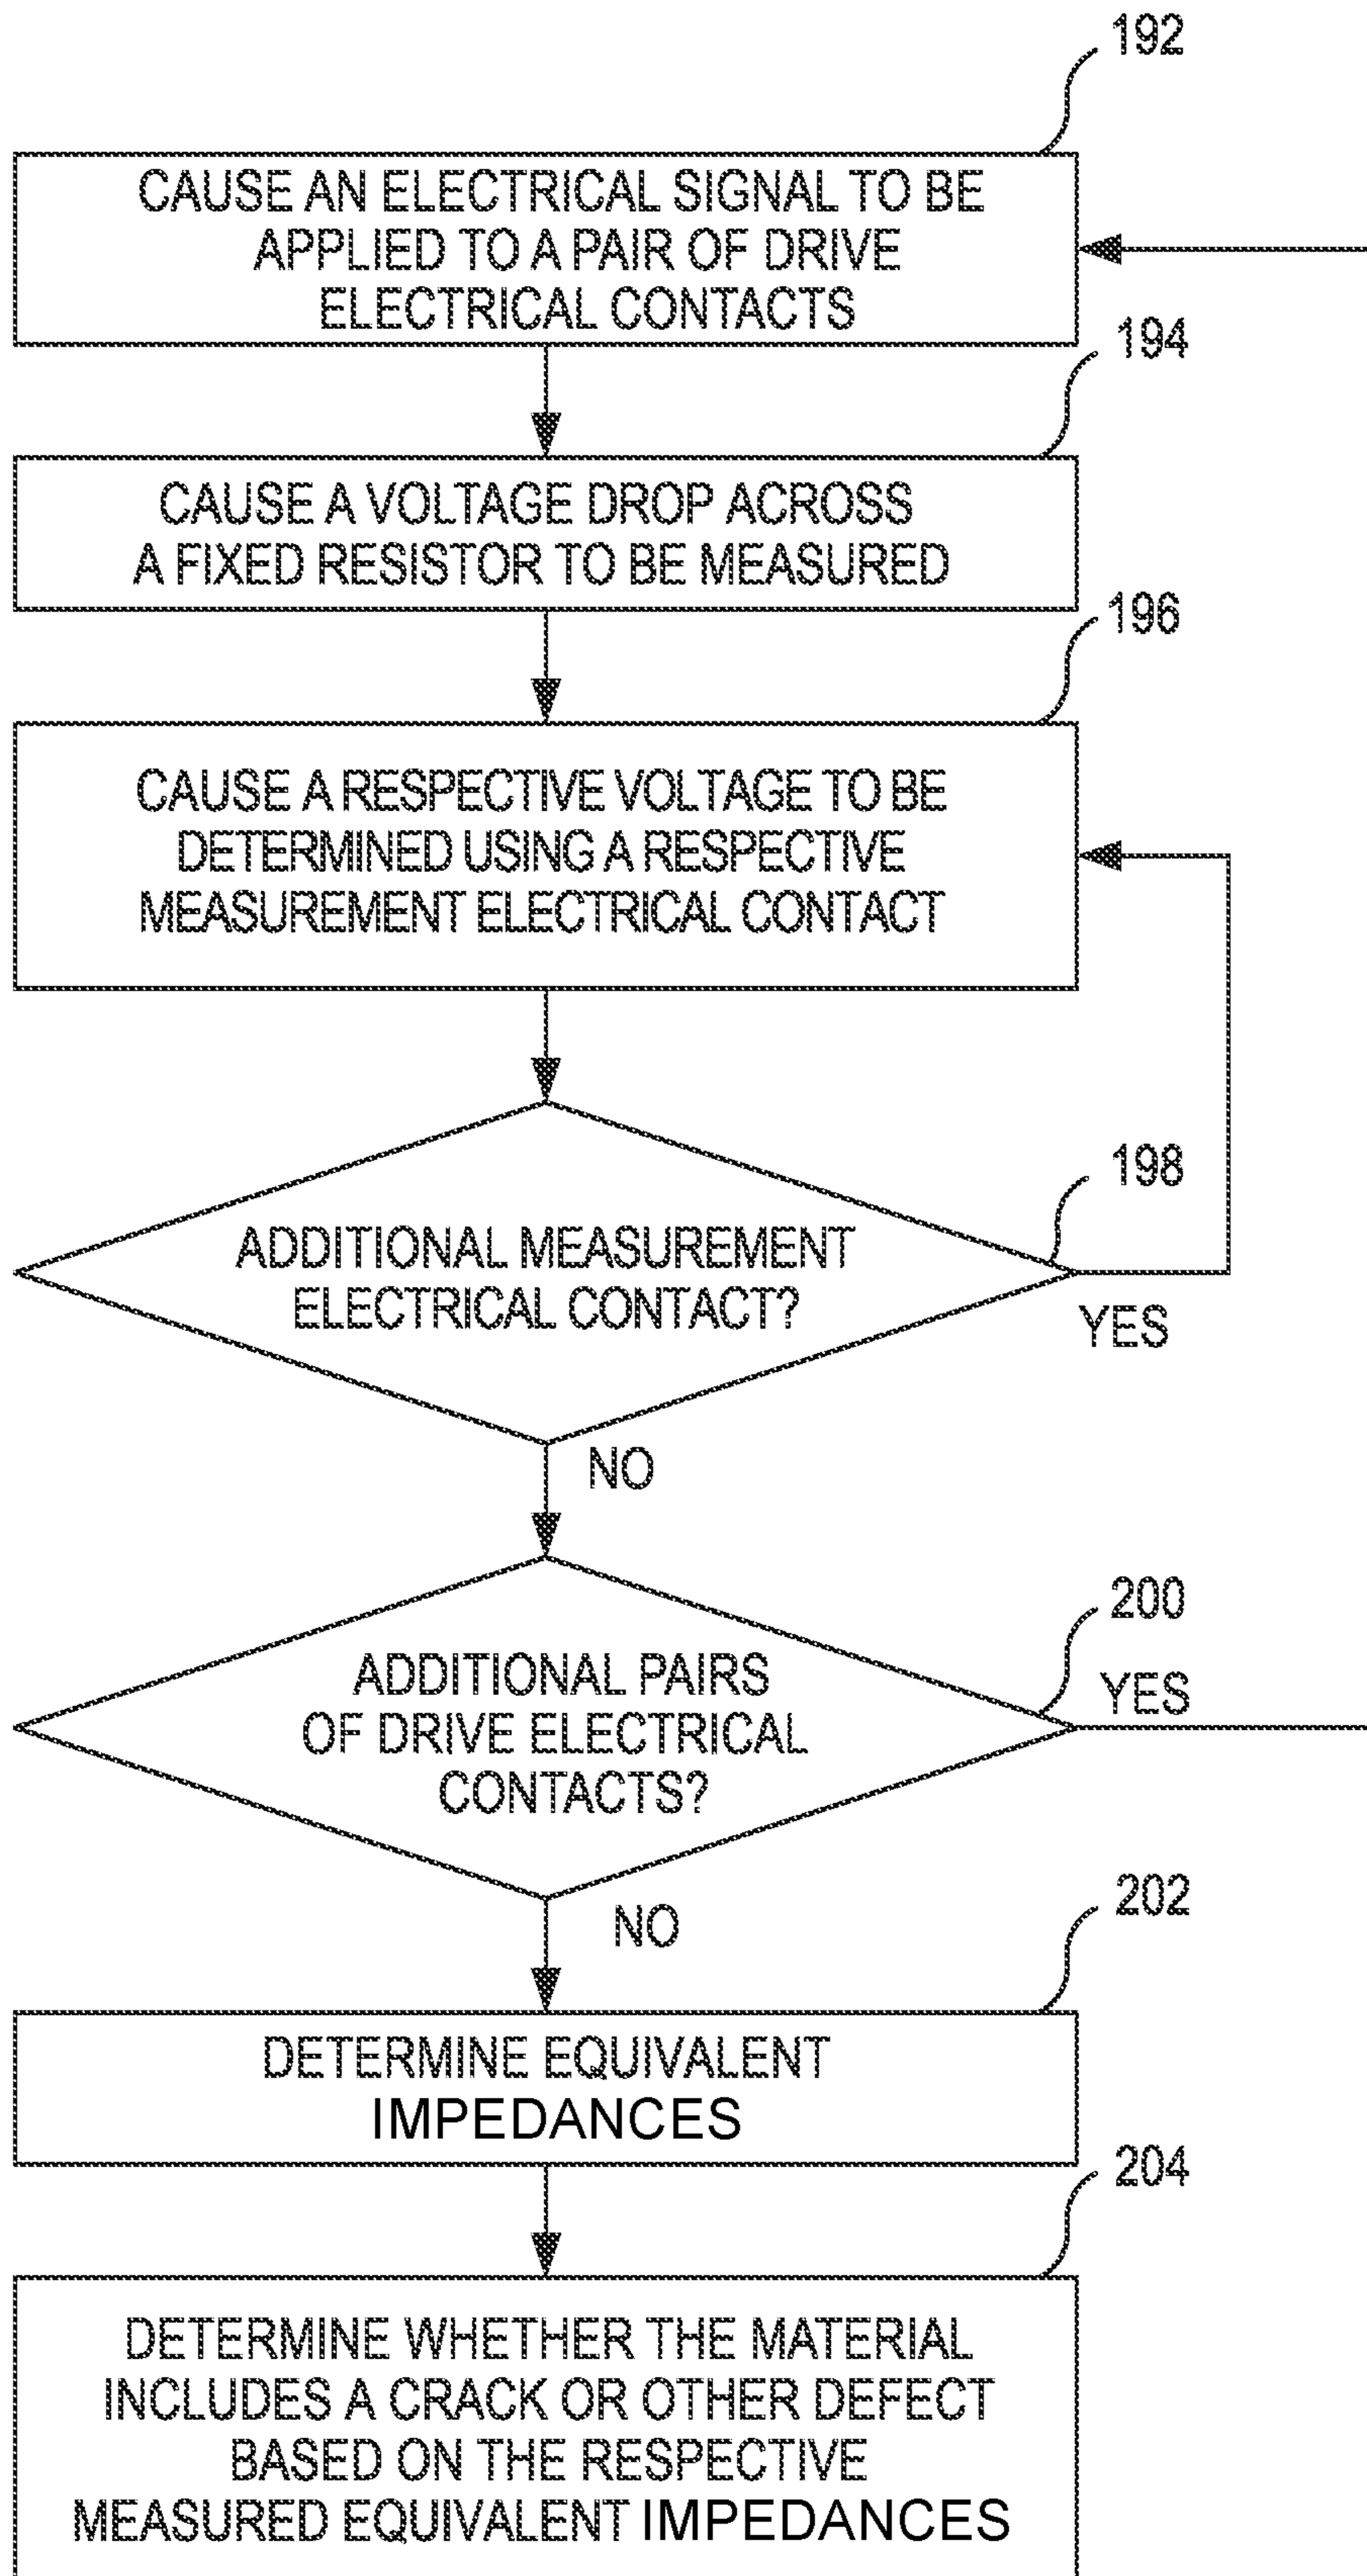 192
CAUSE AN ELECTRICAL SIGNAL TO BE
APPLIED TO A PAIR OF DRIVE
ELECTRICAL CONTACTS
194
CAUSE A VOLTAGE DROP ACROSS
A FIXED RESISTOR TO BE MEASURED
196
CAUSE A RESPECTIVE VOLTAGE TO BE
DETERMINED USING A RESPECTIVE
MEASUREMENT ELECTRICAL CONTACT
198
ADDITIONAL MEASUREMENT
ELECTRICAL CONTACT?
YES
NO
200
YES
ADDITIONAL PAIRS
OF DRIVE ELECTRICAL
CONTACTS?
NO
202
DETERMINE EQUIVALENT
IMPEDANCES
204
DETERMINE WHETHER THE MATERIAL
INCLUDES A CRACK OR OTHER DEFECT
BASED ON THE RESPECTIVE
MEASURED EQUIVALENT IMPEDANCES